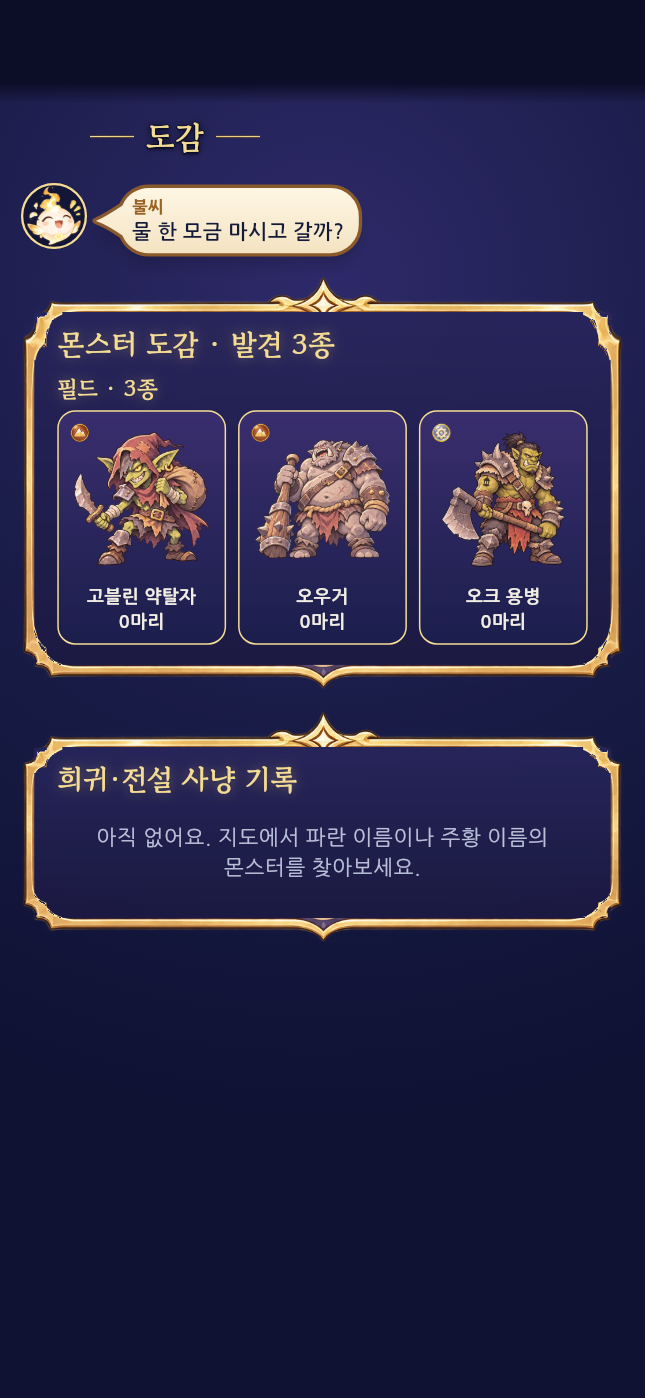 도감
불씨
물 한 모금 마시고 갈까?
몬스터 도감 · 발견 3종
필드 · 3종
고블린 약탈자
0마리
오우거
0마리
오크 용병
0마리
희귀·전설 사냥 기록
아직 없어요. 지도에서 파란 이름이나 주황 이름의
몬스터를 찾아보세요.